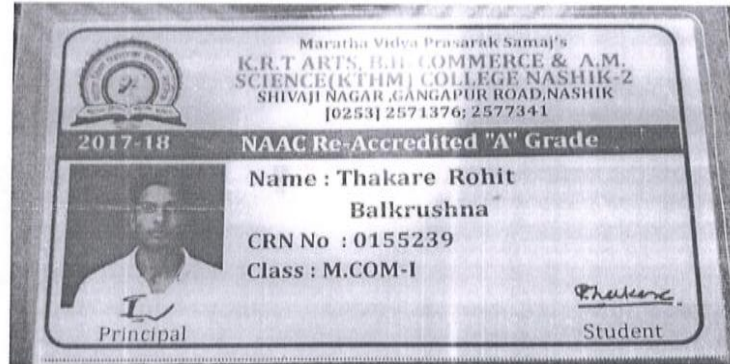 Maratha Vidya Prasarak Samaj's
K.R.T ARTS, B.H. COMMERCE & A.M.
SCIENCE(KTHM) COLLEGE NASHIK-2
SHIVAJI NAGAR ,GANGAPUR ROAD,NASHIK
[0253] 2571376; 2577341
2017-18 NAAC Re-Accredited "A" Grade
Name : Thakare Rohit
Balkrushna
CRN No : 0155239
Class : M.COM-I
Rhakare
Principal Student